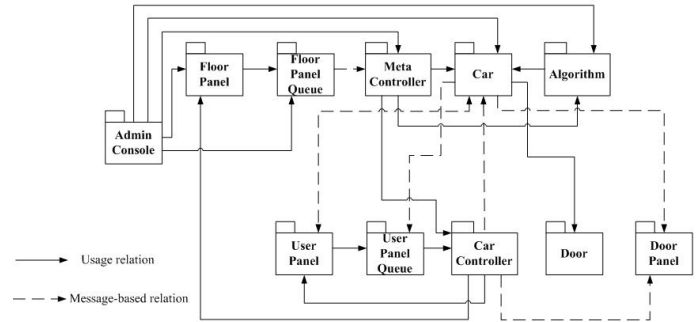 Floor
Panel
Floor
Panel
Queue
Meta
Controller
Car
Algorithm
Admin
Console
User
Panel
User
Panel
Queue
Car
Controller
Door
Door
Panel
Usage relation
Message-based relation